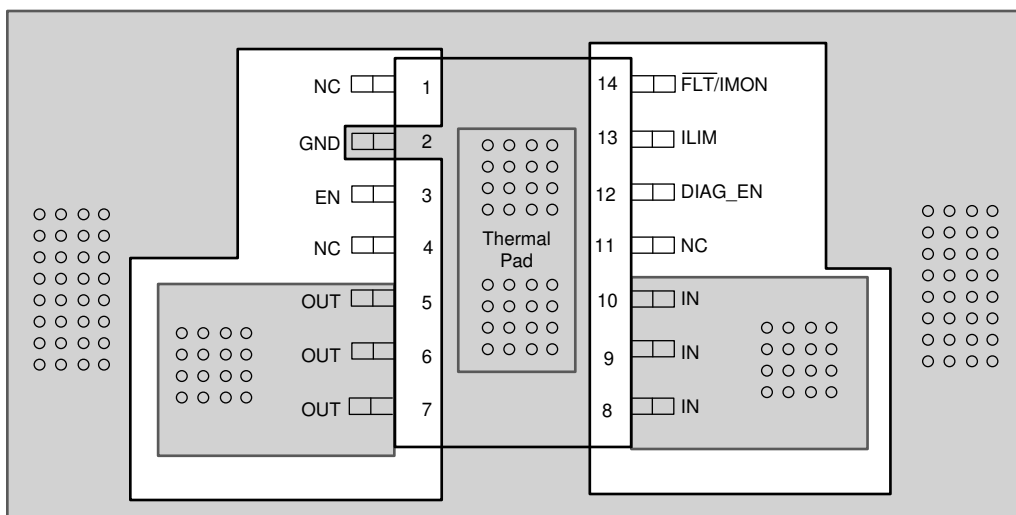 NC 1
GND 2
EN 3
NC 4
OUT 5
OUT 6
OUT 7
Thermal
Pad
14 FLT/IMON
13 ILIM
12 DIAG_EN
11 NC
10 IN
9 IN
8 IN